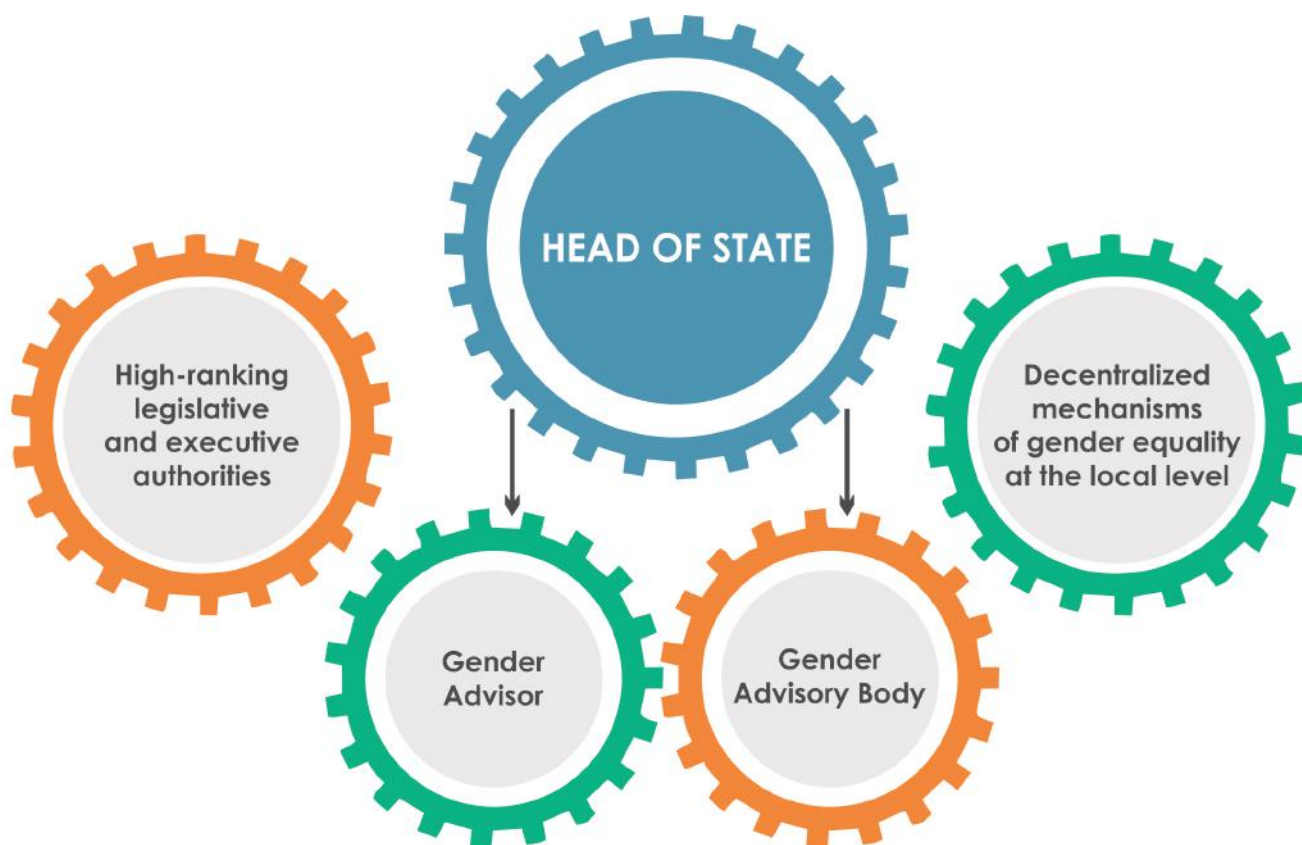 HEAD OF STATE
High-ranking
legislative
and executive
authorities
Decentralized
mechanisms
of gender equality
at the local level
Gender
Advisor
Gender
Advisory Body